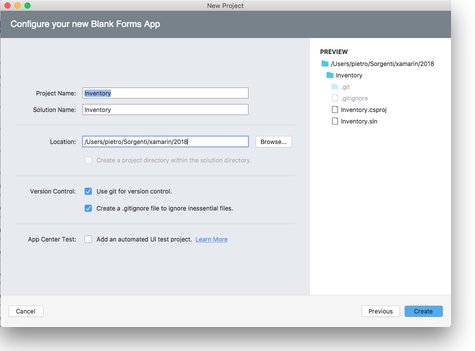 New Project
Configure your new Blank Forms App
Project Name: Inventory
Solution Name: Inventory
Location: /Users/pietro/Sorgenti/xamarin/2018 Browse...
Create a project directory within the solution directory.
Version Control: Use git for version control.
Create a .gitignore file to ignore inessential files.
App Center Test: Add an automated UI test project. Learn More
PREVIEW
/Users/pietro/Sorgenti/xamarin/2018
Inventory
.git
.gitignore
Inventory.csproj
Inventory.sln
Cancel Previous Create